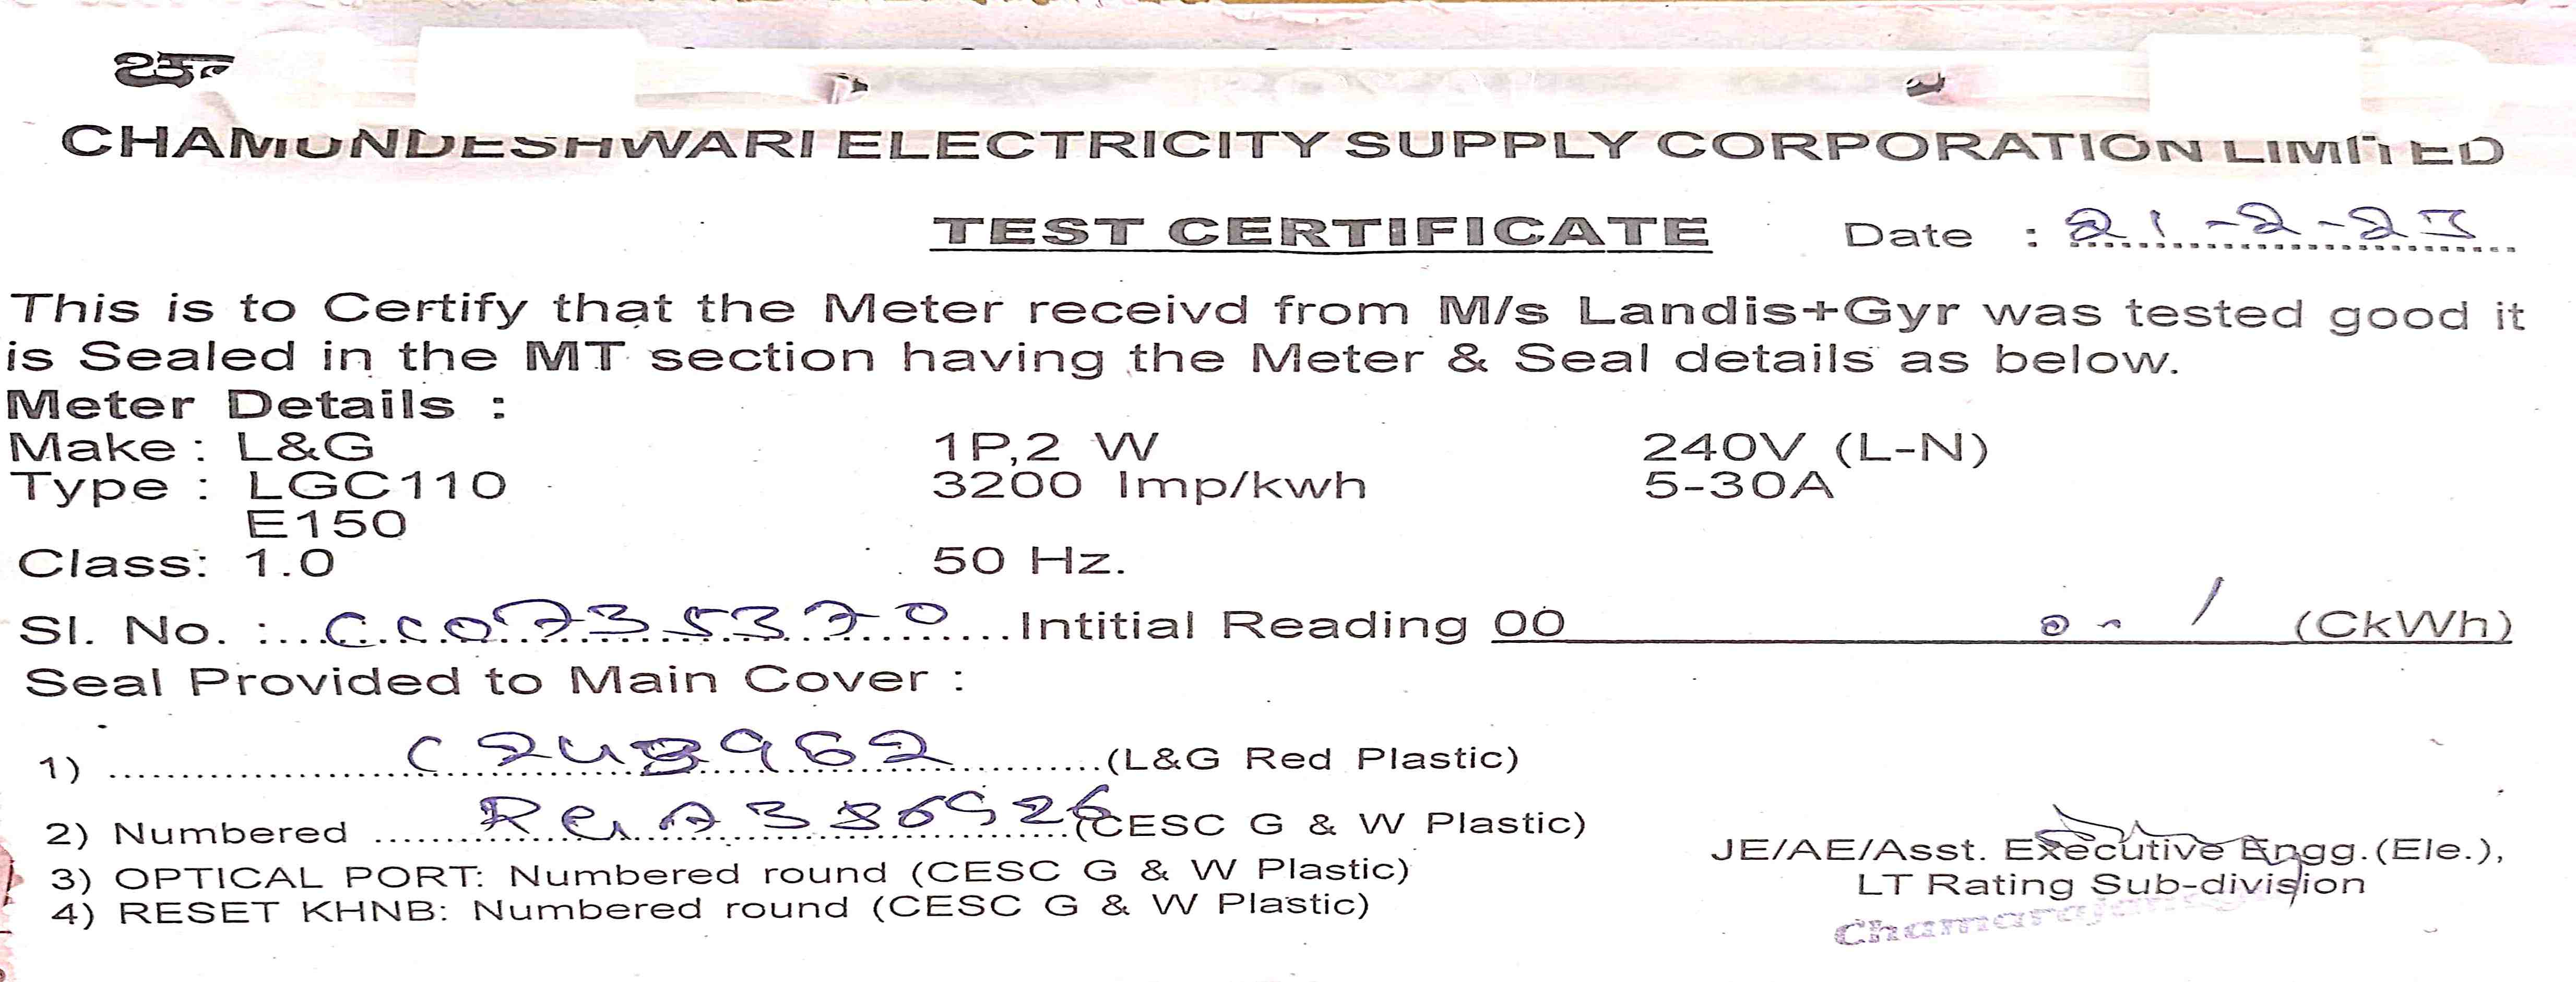 CHAMUNDESHWARI ELECTRICITY SUPPLY CORPORATION LIMITED
TEST CERTIFICATE Date : 21-2-23
This is to Certify that the Meter receivd from M/s Landis+Gyr was tested good it
is Sealed in the MT section having the Meter & Seal details as below.
Meter Details :
Make : L&G 1P,2 W 240V (L-N)
Type : LGC110 3200 Imp/kwh 5-30A
E150
Class: 1.0 50 Hz.
Sl. No. : CC0735370 Intitial Reading 00 0-1 (CkWh)
Seal Provided to Main Cover :
1) (L&G Red Plastic)
2) Numbered (CESC G & W Plastic)
3) OPTICAL PORT: Numbered round (CESC G & W Plastic)
4) RESET KHNB: Numbered round (CESC G & W Plastic)
JE/AE/Asst. Executive Engg.(Ele.),
LT Rating Sub-division